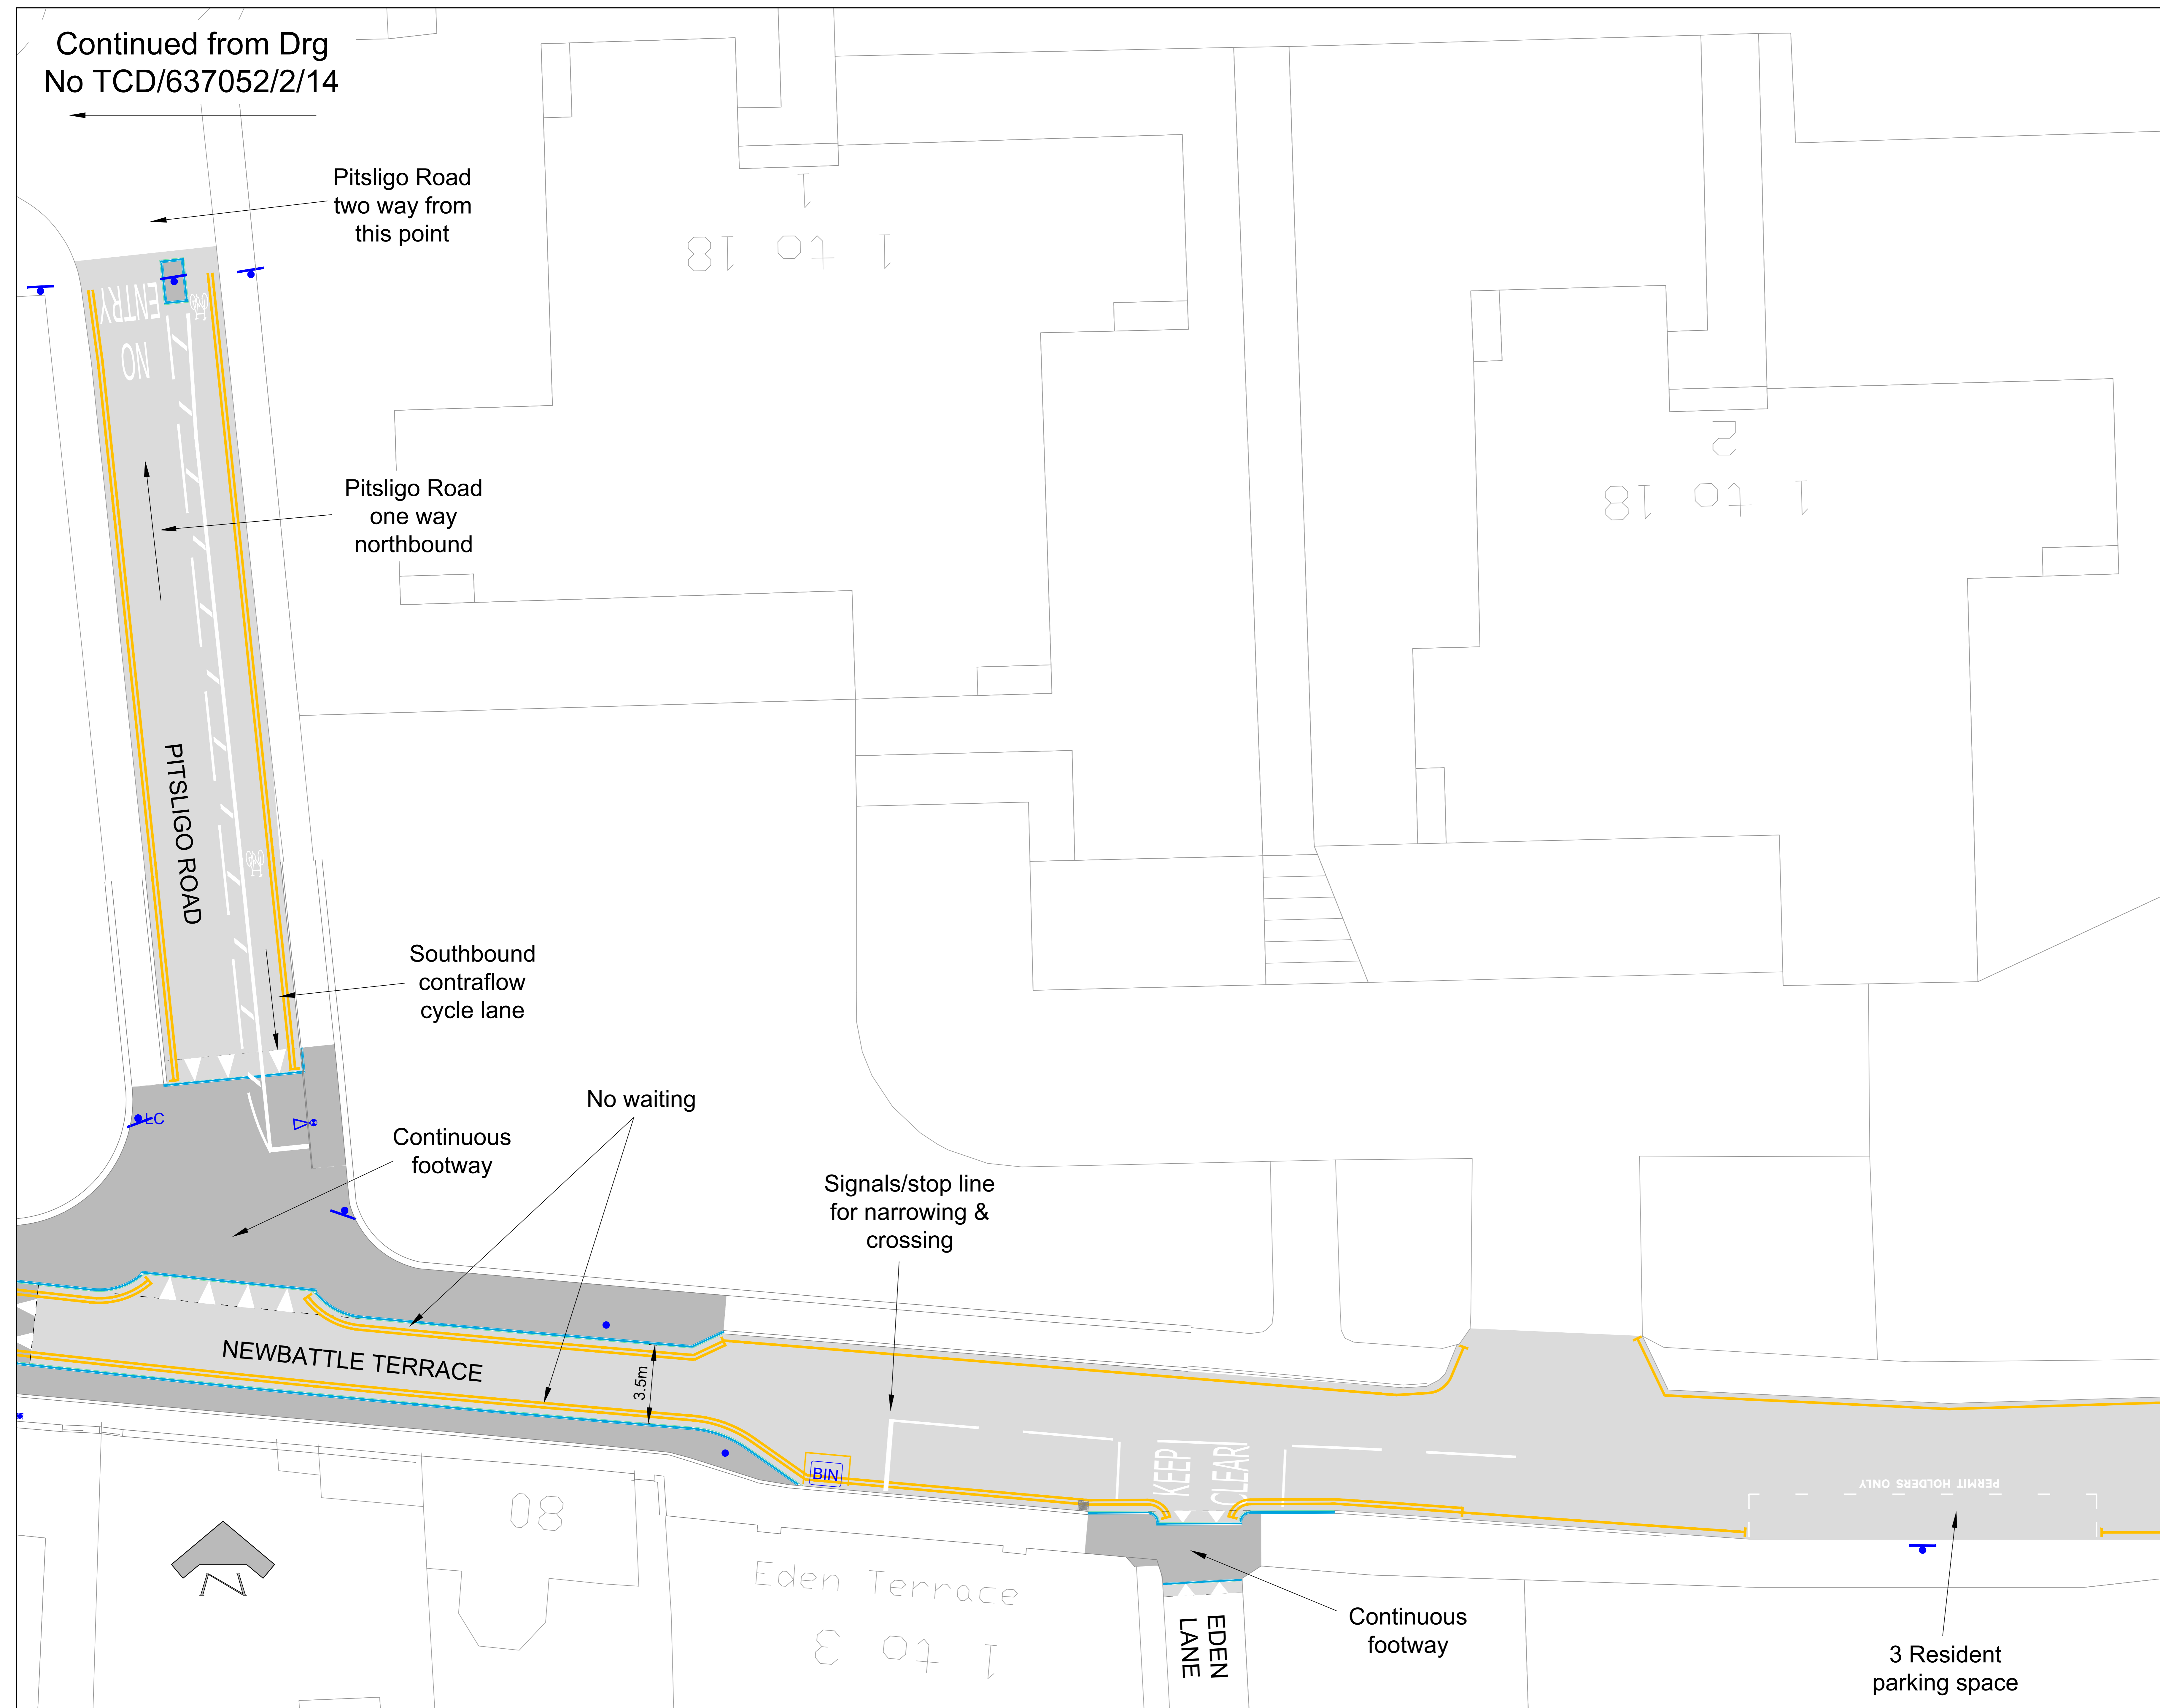 Continued from Drg
No TCD/637052/2/14
Pitsligo Road
two way from
this point
1
1 to 18
ENTRY
NO
Pitsligo Road
one way
northbound
2
1 to 18
PITSLIGO ROAD
Southbound
contraflow
cycle lane
No waiting
LC
Continuous
footway
Signals/stop line
for narrowing &
crossing
NEWBATTLE TERRACE
3.5m
BIN
KEEP
CLEAR
PERMIT HOLDERS ONLY
80
N
Eden Terrace
1 to 3
EDEN
LANE
Continuous
footway
3 Resident
parking space